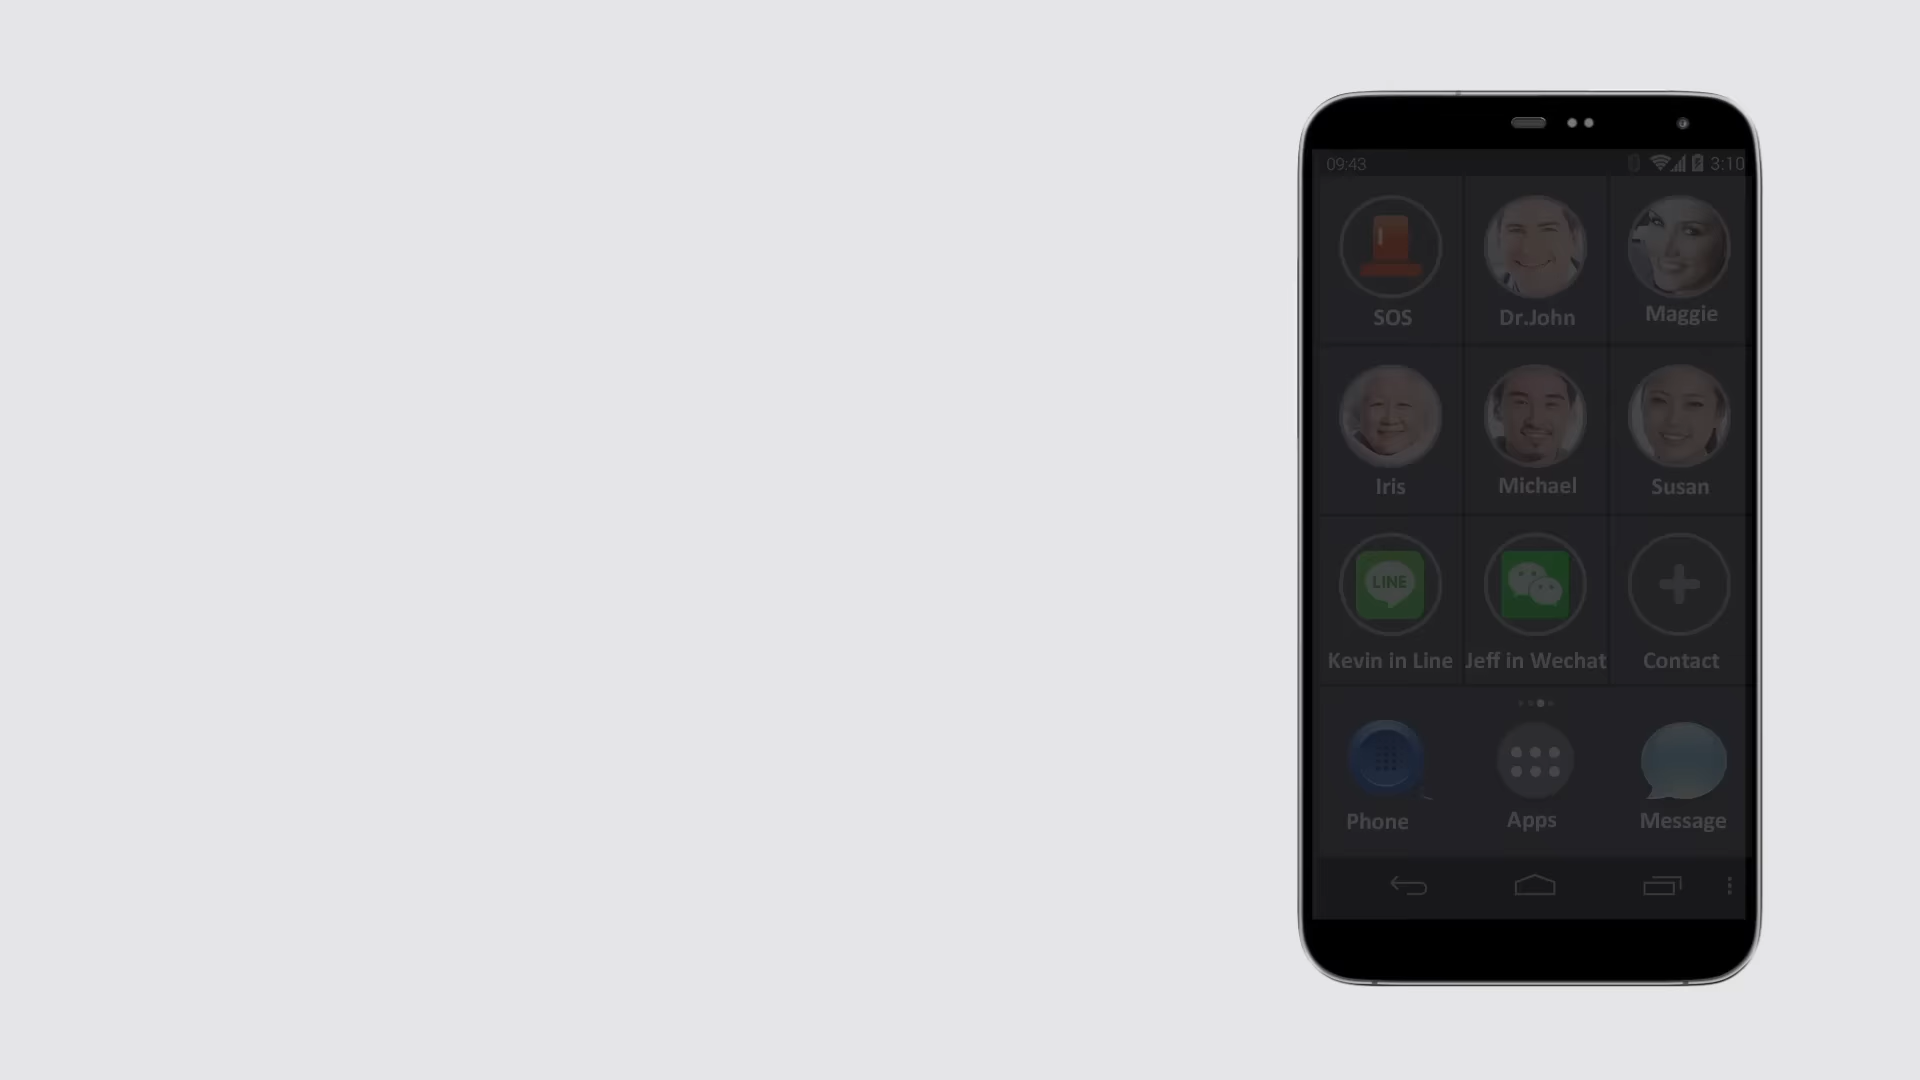 09:43 3:10
SOS Dr.John Maggie
Iris Michael Susan
LINE
Kevin in Line Jeff in Wechat Contact
Phone Apps Message